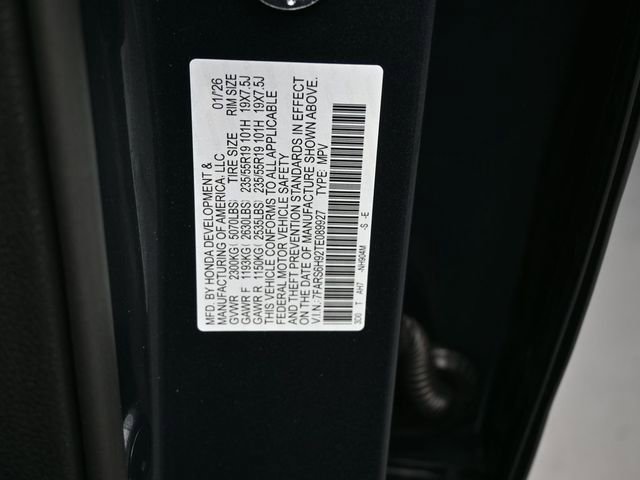 MFD. BY HONDA DEVELOPMENT &
MANUFACTURING OF AMERICA, LLC 01/26
GVWR 2300KG( 5070LBS) TIRE SIZE RIM SIZE
GAWR F 1193KG( 2630LBS) 235/55R19 101H 19X7.5J
GAWR R 1150KG( 2535LBS) 235/55R19 101H 19X7.5J
THIS VEHICLE CONFORMS TO ALL APPLICABLE
FEDERAL MOTOR VEHICLE SAFETY
AND THEFT PREVENTION STANDARDS IN EFFECT
ON THE DATE OF MANUFACTURE SHOWN ABOVE.
V.I.N.: 7FARS6H92TE089927 TYPE: MPV
3D0 T AH7 -NH904M -S -E